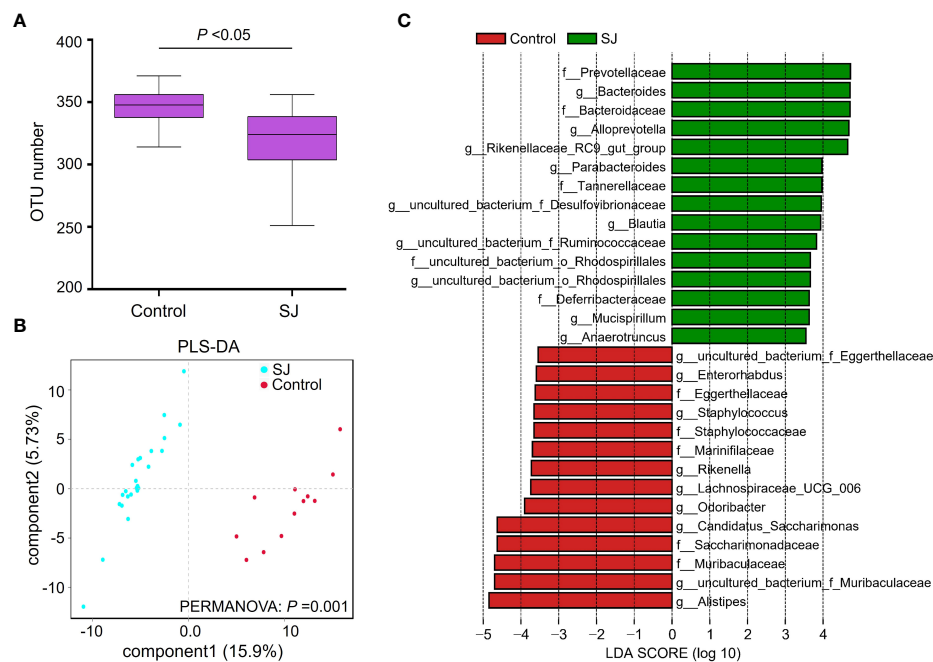 A
P <0.05
400
350
300
250
200
OTU number
Control
SJ
B
PLS-DA
SJ
Control
10
5
0
-5
-10
component2 (5.73%)
PERMANOVA: P =0.001
-10
0.0
10
component1 (15.9%)
C
Control
SJ
f__Prevotellaceae
g__Bacteroides
f__Bacteroidaceae
g__Alloprevotella
g__Rikenellaceae_RC9_gut_group
g__Parabacteroides
f__Tannerellaceae
g__uncultured_bacterium_f_Desulfovibrionaceae
g__Blautia
g__uncultured_bacterium_f_Ruminococcaceae
f__uncultured_bacterium_o_Rhodospirillales
g__uncultured_bacterium_o_Rhodospirillales
f__Deferribacteraceae
g__Mucispirillum
g__Anaerotruncus
g__uncultured_bacterium_f_Eggerthellaceae
g__Enterorhabdus
f__Eggerthellaceae
g__Staphylococcus
f__Staphylococcaceae
f__Marinifilaceae
g__Rikenella
g__Lachnospiraceae_UCG_006
g__Odoribacter
g__Candidatus_Saccharimonas
f__Saccharimonadaceae
f__Muribaculaceae
g__uncultured_bacterium_f_Muribaculaceae
g__Alistipes
−5 −4 −3 −2 −1 0 1 2 3 4
LDA SCORE (log 10)